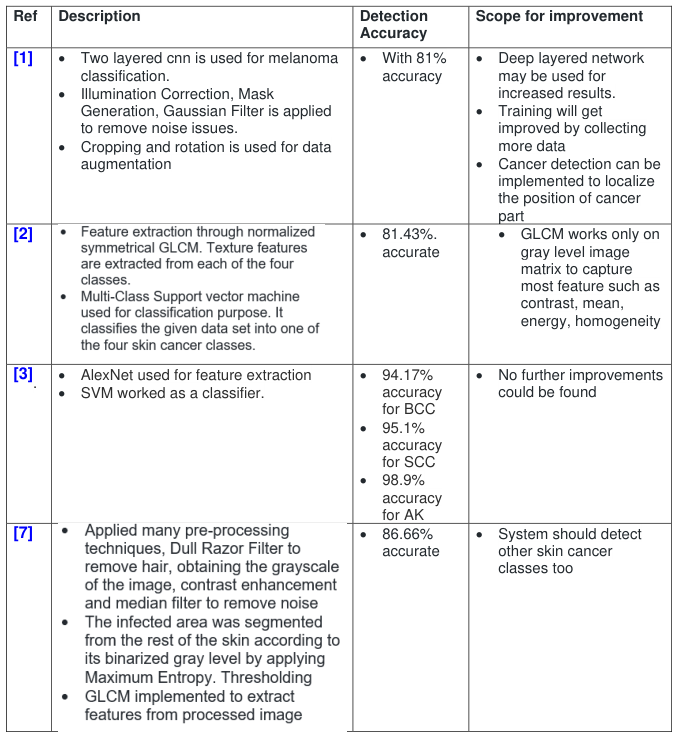 Ref Description Detection Accuracy Scope for improvement
[1]
• Two layered cnn is used for melanoma
classification.
• Illumination Correction, Mask
Generation, Gaussian Filter is applied
to remove noise issues.
• Cropping and rotation is used for data
augmentation
• With 81%
accuracy
• Deep layered network
may be used for
increased results.
• Training will get
improved by collecting
more data
• Cancer detection can be
implemented to localize
the position of cancer
part
[2]
• Feature extraction through normalized
symmetrical GLCM. Texture features
are extracted from each of the four
classes.
• Multi-Class Support vector machine
used for classification purpose. It
classifies the given data set into one of
the four skin cancer classes.
• 81.43%.
accurate
• GLCM works only on
gray level image
matrix to capture
most feature such as
contrast, mean,
energy, homogeneity
[3].
• AlexNet used for feature extraction
• SVM worked as a classifier.
• 94.17%
accuracy
for BCC
• 95.1%
accuracy
for SCC
• 98.9%
accuracy
for AK
• No further improvements
could be found
[7]
• Applied many pre-processing
techniques, Dull Razor Filter to
remove hair, obtaining the grayscale
of the image, contrast enhancement
and median filter to remove noise
• The infected area was segmented
from the rest of the skin according to
its binarized gray level by applying
Maximum Entropy. Thresholding
• GLCM implemented to extract
features from processed image
• 86.66%
accurate
• System should detect
other skin cancer
classes too